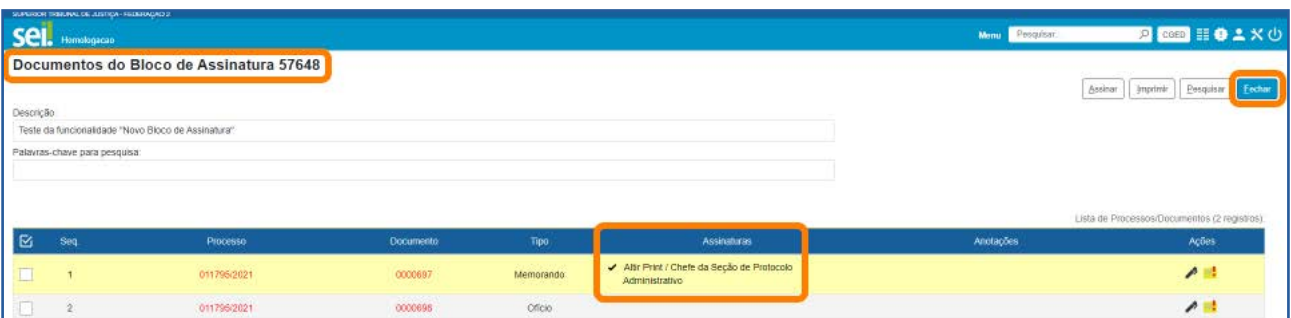 SUPERIOR TRIBUNAL DE JUSTIÇA - FEDERAÇÃO 2
sei! Homologacao Menu Pesquisar... CGED
Documentos do Bloco de Assinatura 57648
Assinar Imprimir Pesquisar Fechar
Descrição:
Teste da funcionalidade "Novo Bloco de Assinatura"
Palavras-chave para pesquisa:
Lista de Processos/Documentos (2 registros):
Seq. Processo Documento Tipo Assinaturas Anotações Ações
1 011795/2021 0000697 Memorando Altir Print / Chefe da Seção de Protocolo
Administrativo
2 011795/2021 0000698 Ofício